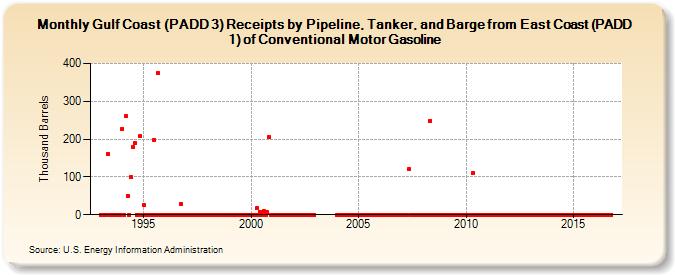 Monthly Gulf Coast (PADD 3) Receipts by Pipeline, Tanker, and Barge from East Coast (PADD
1) of Conventional Motor Gasoline
Thousand Barrels
400
300
200
100
0
1995 2000 2005 2010 2015
Source: U.S. Energy Information Administration